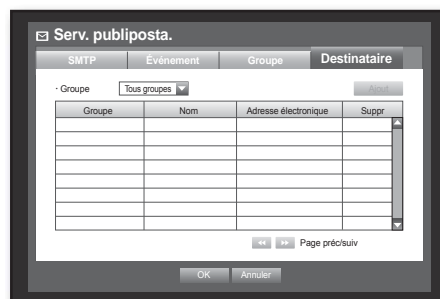 Serv. publiposta.
SMTP Événement Groupe Destinataire
· Groupe Tous groupes Ajout
Groupe Nom Adresse électronique Suppr
Page préc/suiv
OK Annuler